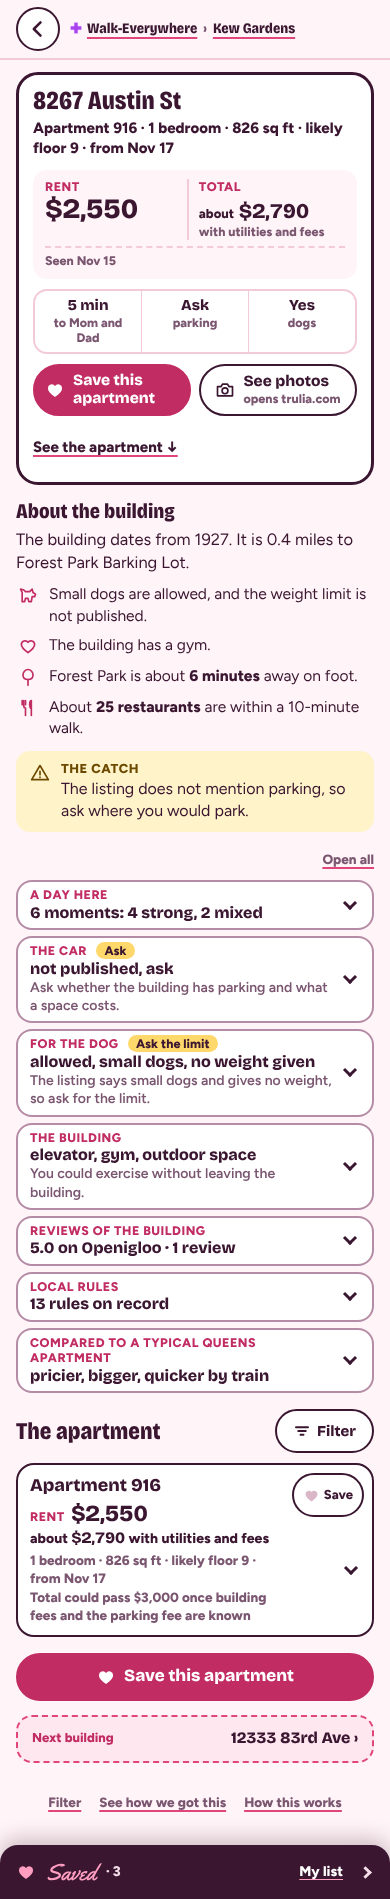 Walk-Everywhere › Kew Gardens
8267 Austin St
Apartment 916 · 1 bedroom · 826 sq ft · likely
floor 9 · from Nov 17
RENT
$2,550
TOTAL
about $2,790
with utilities and fees
Seen Nov 15
5 min
to Mom and
Dad
Ask
parking
Yes
dogs
Save this
apartment
See photos
opens trulia.com
See the apartment ↓
About the building
The building dates from 1927. It is 0.4 miles to
Forest Park Barking Lot.
Small dogs are allowed, and the weight limit is
not published.
The building has a gym.
Forest Park is about 6 minutes away on foot.
About 25 restaurants are within a 10-minute
walk.
THE CATCH
The listing does not mention parking, so
ask where you would park.
Open all
A DAY HERE
6 moments: 4 strong, 2 mixed
THE CAR Ask
not published, ask
Ask whether the building has parking and what
a space costs.
FOR THE DOG Ask the limit
allowed, small dogs, no weight given
The listing says small dogs and gives no weight,
so ask for the limit.
THE BUILDING
elevator, gym, outdoor space
You could exercise without leaving the
building.
REVIEWS OF THE BUILDING
5.0 on Openigloo · 1 review
LOCAL RULES
13 rules on record
COMPARED TO A TYPICAL QUEENS
APARTMENT
pricier, bigger, quicker by train
The apartment
Filter
Apartment 916
Save
RENT $2,550
about $2,790 with utilities and fees
1 bedroom · 826 sq ft · likely floor 9 ·
from Nov 17
Total could pass $3,000 once building
fees and the parking fee are known
Save this apartment
Next building 12333 83rd Ave ›
Filter See how we got this How this works
Saved · 3 My list